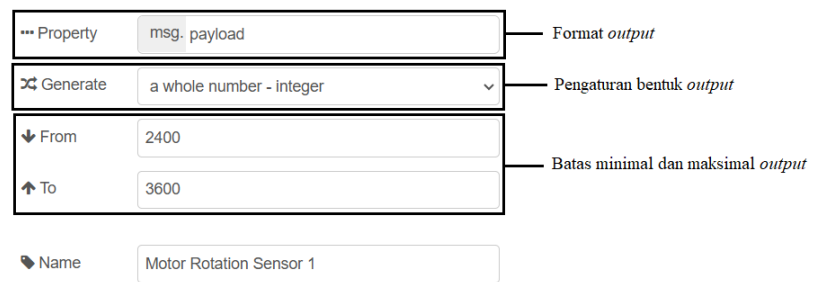 Property msg. payload Format output
Generate a whole number - integer Pengaturan bentuk output
From 2400
Batas minimal dan maksimal output
To 3600
Name Motor Rotation Sensor 1